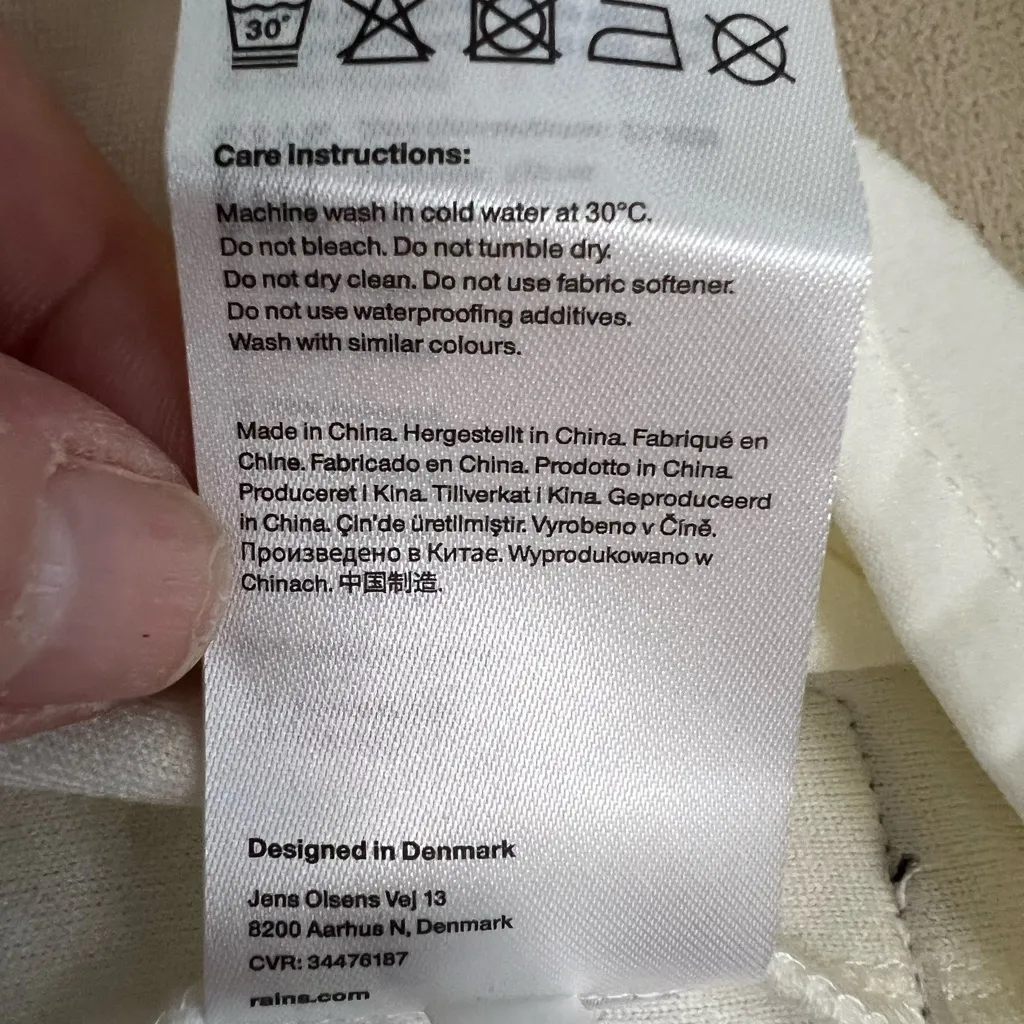 30°
Care Instructions:
Machine wash in cold water at 30°C.
Do not bleach. Do not tumble dry.
Do not dry clean. Do not use fabric softener.
Do not use waterproofing additives.
Wash with similar colours.
Made in China. Hergestellt in China. Fabriqué en
Chine. Fabricado en China. Prodotto in China.
Produceret i Kina. Tillverkat i Kina. Geproduceerd
in China. Çin'de üretilmiştir. Vyrobeno v Číně.
Произведено в Китае. Wyprodukowano w
Chinach. 中国制造.
Designed in Denmark
Jens Olsens Vej 13
8200 Aarhus N, Denmark
CVR: 34476187
rains.com